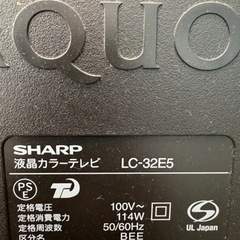 AQUO
SHARP
液晶カラーテレビ LC-32E5
PS
E
定格電圧 100V~
定格消費電力 114W
定格周波数 50/60Hz
区分名 BEE
S
UL Japan